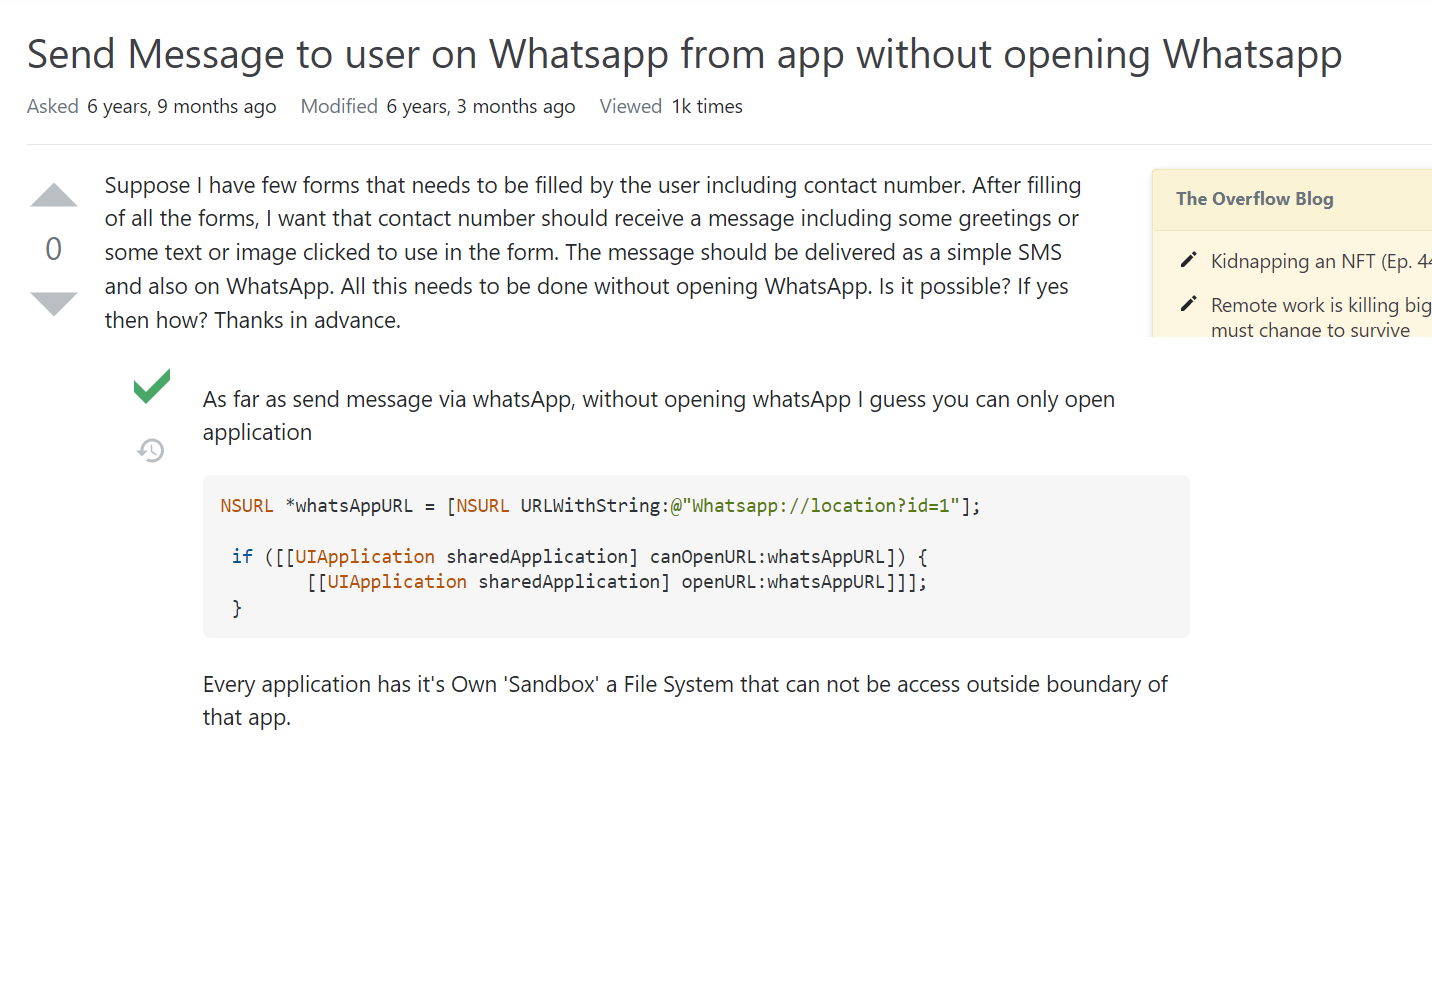 Send Message to user on Whatsapp from app without opening Whatsapp
Asked 6 years, 9 months ago Modified 6 years, 3 months ago Viewed 1k times
0
Suppose I have few forms that needs to be filled by the user including contact number. After filling
of all the forms, I want that contact number should receive a message including some greetings or
some text or image clicked to use in the form. The message should be delivered as a simple SMS
and also on WhatsApp. All this needs to be done without opening WhatsApp. Is it possible? If yes
then how? Thanks in advance.
The Overflow Blog
Kidnapping an NFT (Ep. 44
Remote work is killing big
must change to survive
As far as send message via whatsApp, without opening whatsApp I guess you can only open
application
NSURL *whatsAppURL = [NSURL URLWithString:@"Whatsapp://location?id=1"];
if ([[UIApplication sharedApplication] canOpenURL:whatsAppURL]) {
[[UIApplication sharedApplication] openURL:whatsAppURL]]];
}
Every application has it's Own 'Sandbox' a File System that can not be access outside boundary of
that app.